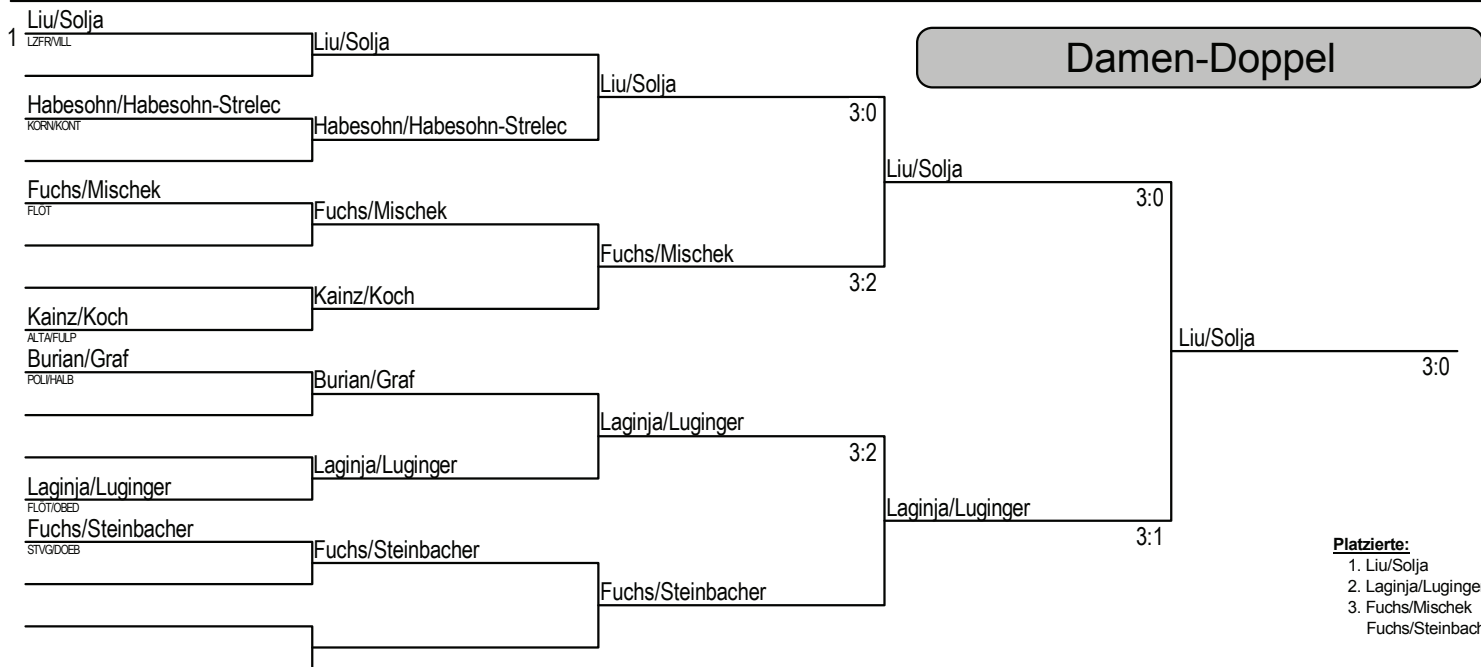 Damen-Doppel
1
Liu/Solja
LZFR/VILL
Habesohn/Habesohn-Strelec
KORN/KONT
Fuchs/Mischek
FLÖT
Kainz/Koch
ALTA/FULP
Burian/Graf
POLI/HALB
Laginja/Luginger
FLÖT/OBED
Fuchs/Steinbacher
STVG/DOEB
Liu/Solja
Habesohn/Habesohn-Strelec
Fuchs/Mischek
Kainz/Koch
Burian/Graf
Laginja/Luginger
Fuchs/Steinbacher
Liu/Solja
3:0
Fuchs/Mischek
3:2
Laginja/Luginger
3:2
Fuchs/Steinbacher
Liu/Solja
3:0
Laginja/Luginger
3:1
Liu/Solja
3:0
Platzierte:
1. Liu/Solja
2. Laginja/Luginge
3. Fuchs/Mischek
Fuchs/Steinbach